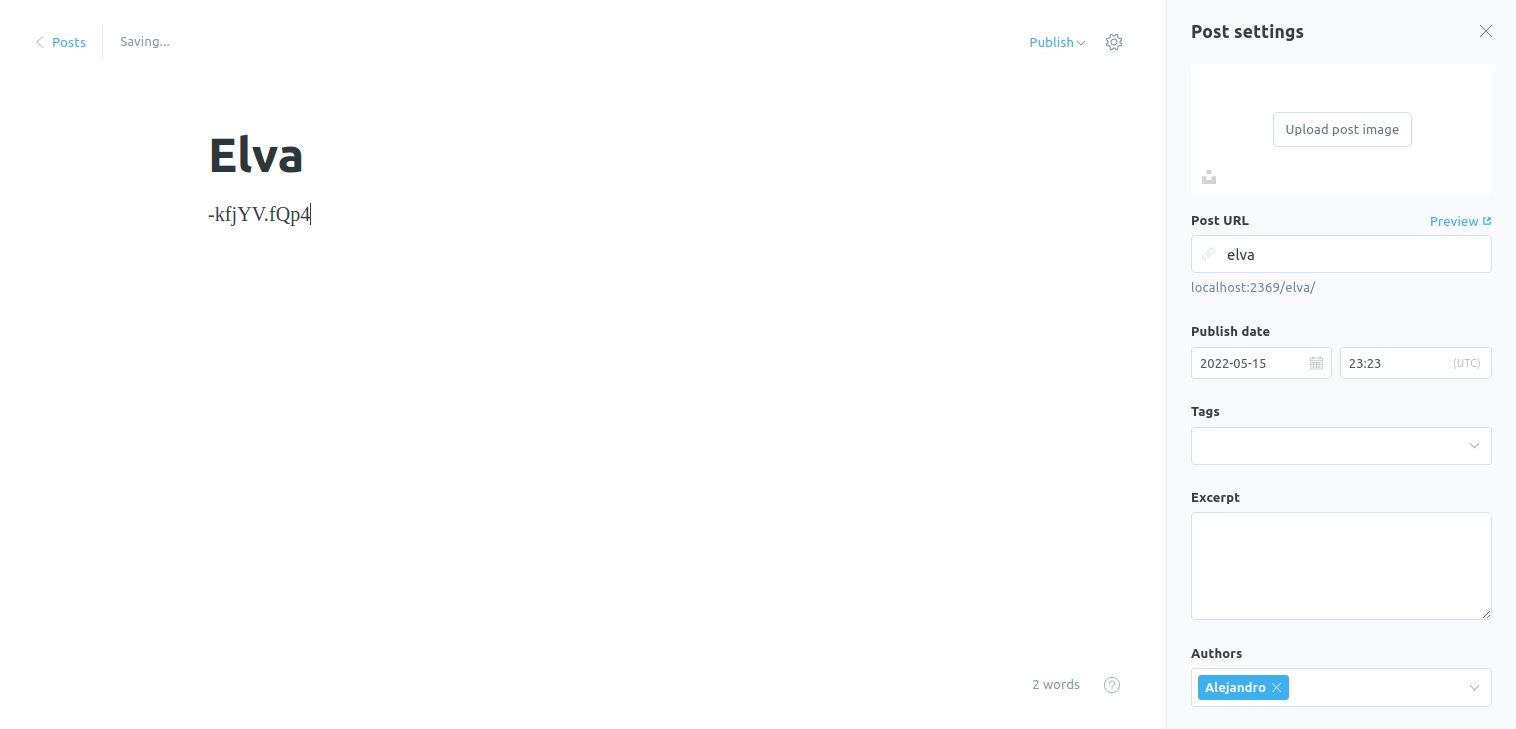 Posts
Saving...
Publish
Elva
-kfjYV.fQp4
2 words
Post settings
Upload post image
Post URL
Preview
elva
localhost:2369/elva/
Publish date
2022-05-15
23:23
(UTC)
Tags
Excerpt
Authors
Alejandro